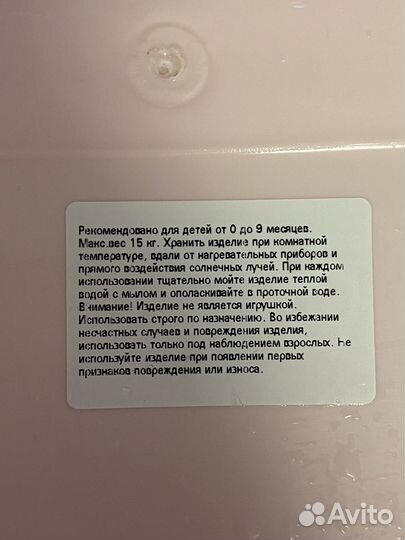 Рекомендовано для детей от 0 до 9 месяцев.
Макс.вес 15 кг. Хранить изделие при комнатной
температуре, вдали от нагревательных приборов и
прямого воздействия солнечных лучей. При каждом
использовании тщательно мойте изделие теплой
водой с мылом и ополаскивайте в проточной воде.
Внимание! Изделие не является игрушкой.
Использовать строго по назначению. Во избежании
несчастных случаев и повреждения изделия,
использовать только под наблюдением взрослых. Не
используйте изделие при появлении первых
признаков повреждения или износа.
Avito